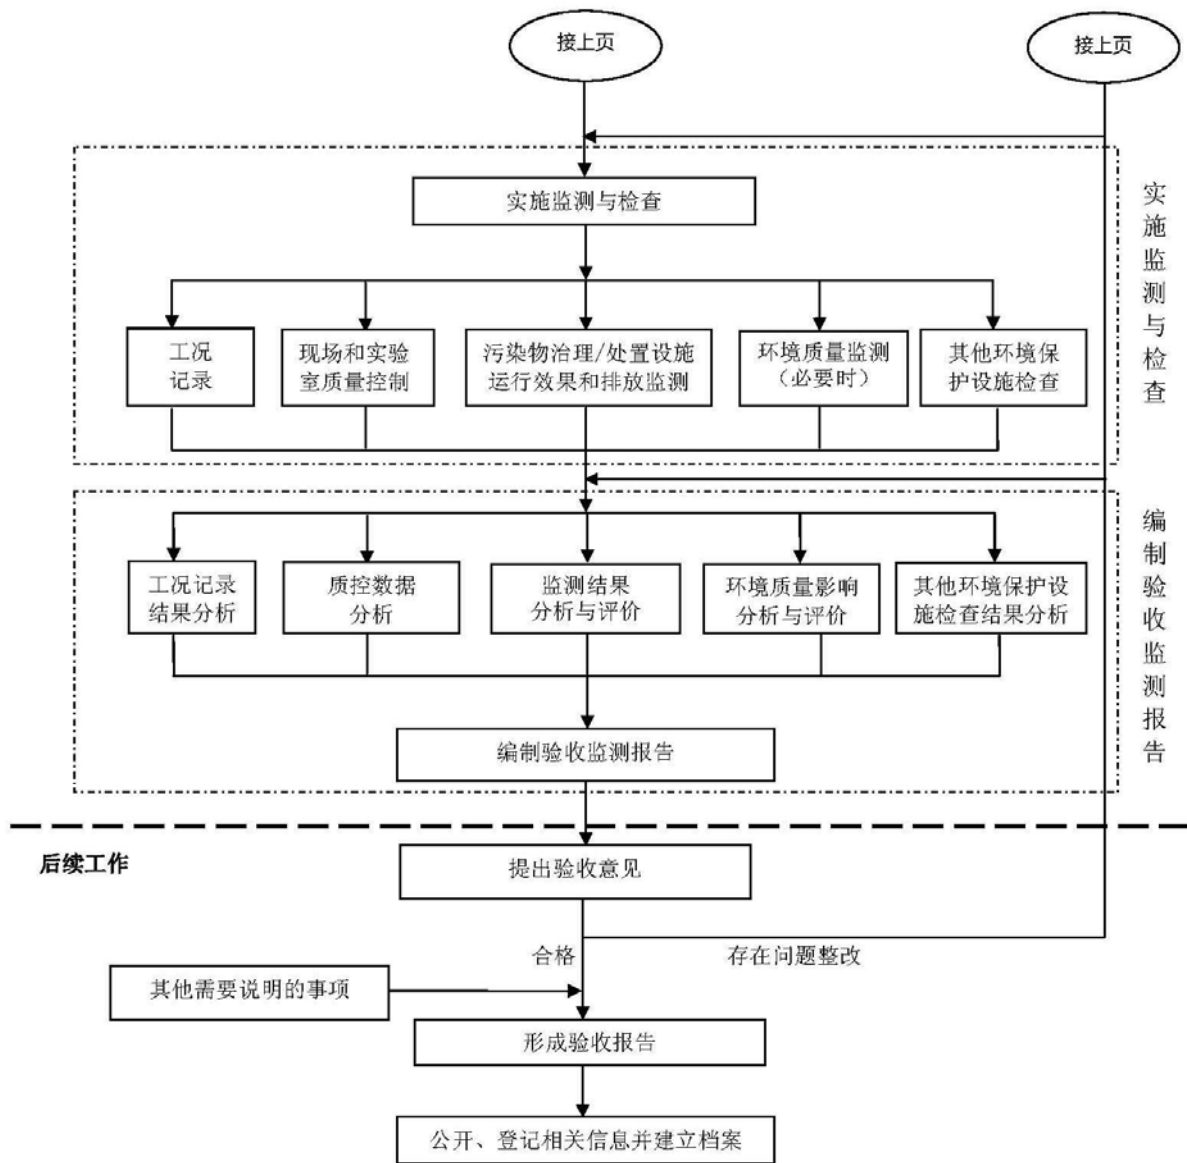 接上页
接上页
实施监测与检查
实施监测与检查
工况
记录
现场和实验
室质量控制
污染物治理/处置设施
运行效果和排放监测
环境质量监测
（必要时）
其他环境保
护设施检查
编制验收监测报告
工况记录
结果分析
质控数据
分析
监测结果
分析与评价
环境质量影响
分析与评价
其他环境保护设
施检查结果分析
编制验收监测报告
后续工作
提出验收意见
合格
存在问题整改
其他需要说明的事项
形成验收报告
公开、登记相关信息并建立档案